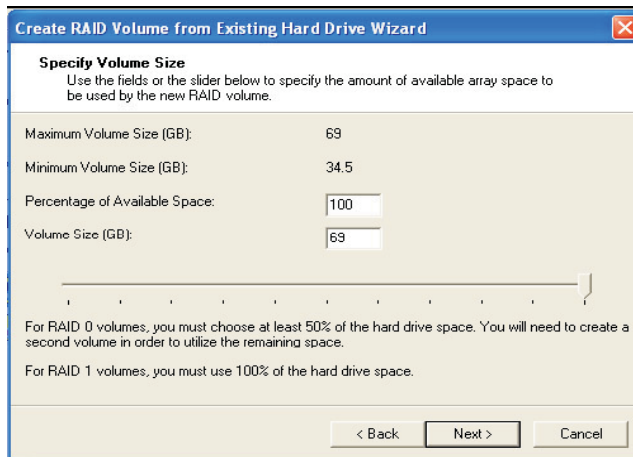 Create RAID Volume from Existing Hard Drive Wizard
Specify Volume Size
Use the fields or the slider below to specify the amount of available array space to
be used by the new RAID volume.
Maximum Volume Size (GB): 69
Minimum Volume Size (GB): 34.5
Percentage of Available Space: 100
Volume Size (GB): 69
For RAID 0 volumes, you must choose at least 50% of the hard drive space. You will need to create a
second volume in order to utilize the remaining space.
For RAID 1 volumes, you must use 100% of the hard drive space.
< Back Next > Cancel